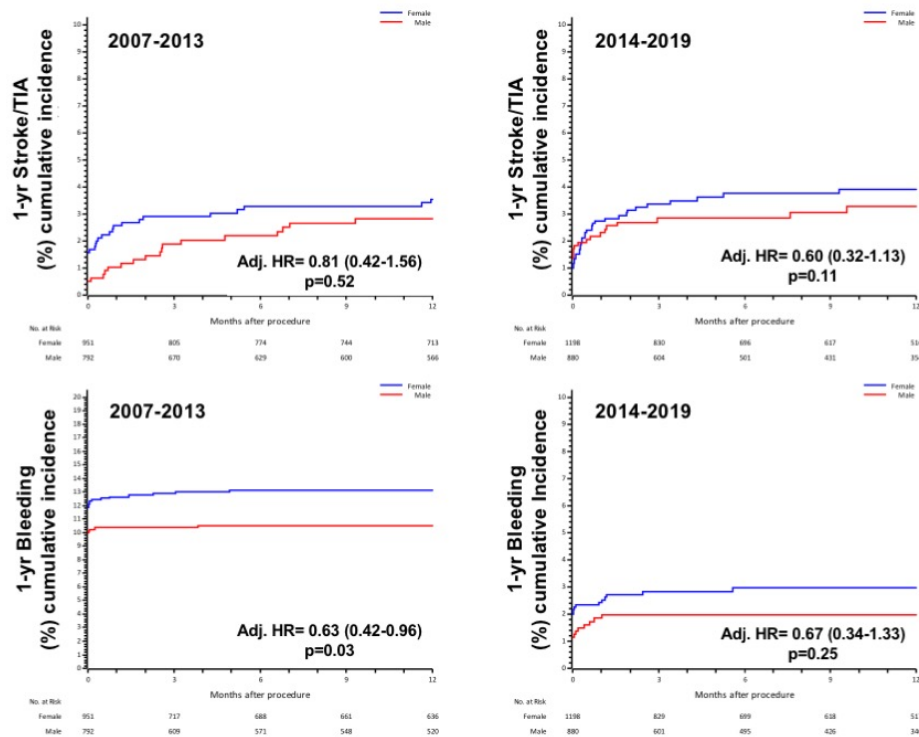 Female
Male
2007-2013
1-yr Stroke/TIA
(%) cumulative incidence
10
9
8
7
6
5
4
3
2
1
0
Adj. HR= 0.81 (0.42-1.56)
p=0.52
0 3 6 9 12
Months after procedure
No. at Risk
Female 951 805 774 744 713
Male 792 670 629 600 566
Female
Male
2014-2019
1-yr Stroke/TIA
(%) cumulative incidence
10
9
8
7
6
5
4
3
2
1
0
Adj. HR= 0.60 (0.32-1.13)
p=0.11
0 3 6 9 12
Months after procedure
No. at Risk
Female 1198 830 696 617
Male 880 604 501 431
Female
Male
2007-2013
1-yr Bleeding
(%) cumulative incidence
20
19
18
17
16
15
14
13
12
11
10
9
8
7
6
5
4
3
2
1
0
Adj. HR= 0.63 (0.42-0.96)
p=0.03
0 3 6 9 12
Months after procedure
No. at Risk
Female 951 717 688 661 636
Male 792 609 571 548 520
Female
Male
2014-2019
1-yr Bleeding
(%) cumulative Incidence
10
9
8
7
6
5
4
3
2
1
0
Adj. HR= 0.67 (0.34-1.33)
p=0.25
0 3 6 9 12
Months after procedure
No. at Risk
Female 1198 829 699 618
Male 880 601 495 426